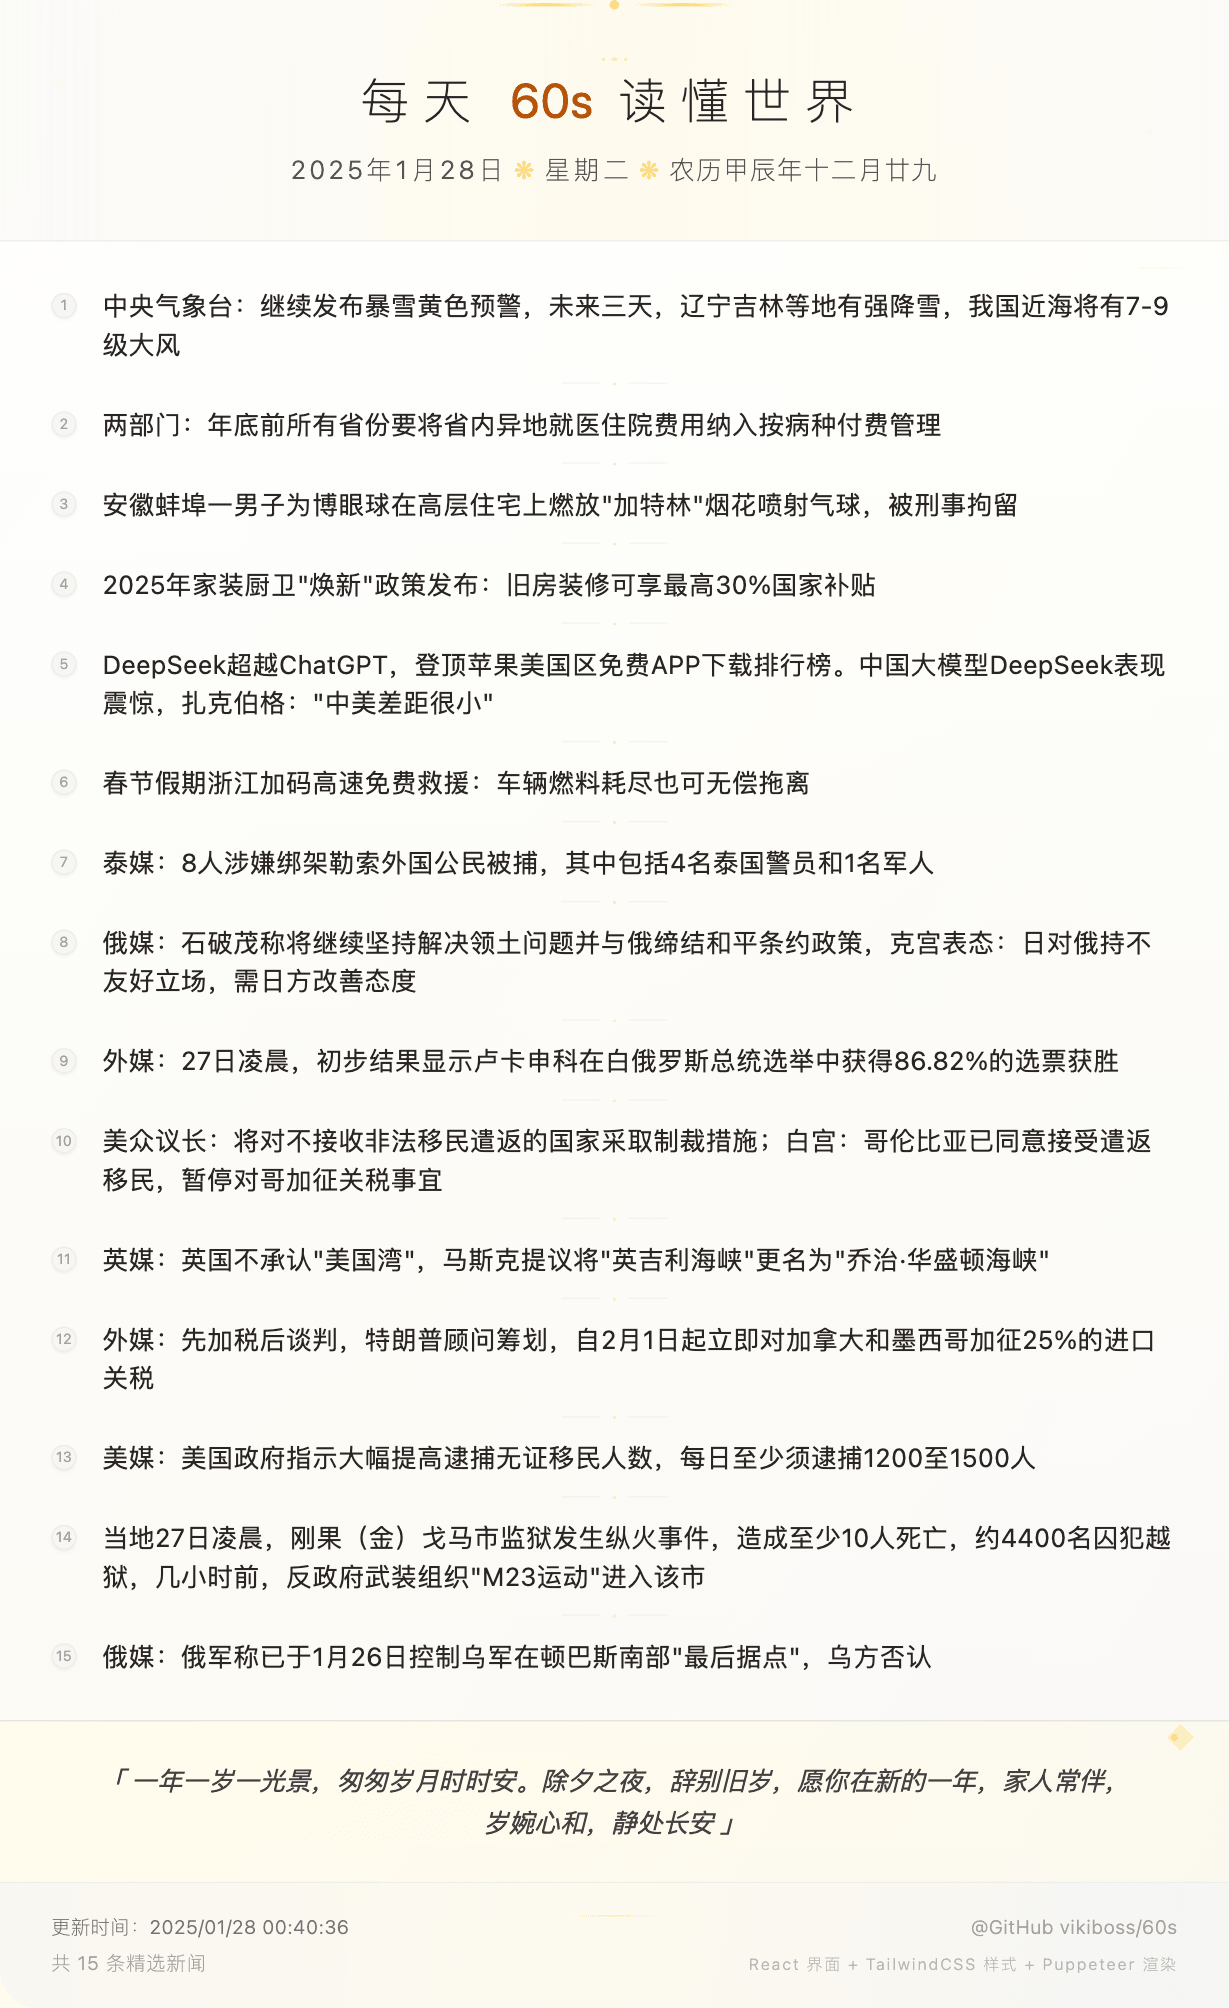 每天 60s 读懂世界
2025年1月28日 ❋ 星期二 ❋ 农历甲辰年十二月廿九
1 中央气象台：继续发布暴雪黄色预警，未来三天，辽宁吉林等地有强降雪，我国近海将有7-9
级大风
2 两部门：年底前所有省份要将省内异地就医住院费用纳入按病种付费管理
3 安徽蚌埠一男子为博眼球在高层住宅上燃放"加特林"烟花喷射气球，被刑事拘留
4 2025年家装厨卫"焕新"政策发布：旧房装修可享最高30%国家补贴
5 DeepSeek超越ChatGPT，登顶苹果美国区免费APP下载排行榜。中国大模型DeepSeek表现
震惊，扎克伯格："中美差距很小"
6 春节假期浙江加码高速免费救援：车辆燃料耗尽也可无偿拖离
7 泰媒：8人涉嫌绑架勒索外国公民被捕，其中包括4名泰国警员和1名军人
8 俄媒：石破茂称将继续坚持解决领土问题并与俄缔结和平条约政策，克宫表态：日对俄持不
友好立场，需日方改善态度
9 外媒：27日凌晨，初步结果显示卢卡申科在白俄罗斯总统选举中获得86.82%的选票获胜
10 美众议长：将对不接收非法移民遣返的国家采取制裁措施；白宫：哥伦比亚已同意接受遣返
移民，暂停对哥加征关税事宜
11 英媒：英国不承认"美国湾"，马斯克提议将"英吉利海峡"更名为"乔治·华盛顿海峡"
12 外媒：先加税后谈判，特朗普顾问筹划，自2月1日起立即对加拿大和墨西哥加征25%的进口
关税
13 美媒：美国政府指示大幅提高逮捕无证移民人数，每日至少须逮捕1200至1500人
14 当地27日凌晨，刚果（金）戈马市监狱发生纵火事件，造成至少10人死亡，约4400名囚犯越
狱，几小时前，反政府武装组织"M23运动"进入该市
15 俄媒：俄军称已于1月26日控制乌军在顿巴斯南部"最后据点"，乌方否认
「 一年一岁一光景，匆匆岁月时时安。除夕之夜，辞别旧岁，愿你在新的一年，家人常伴，
岁婉心和，静处长安 」
更新时间：2025/01/28 00:40:36
@GitHub vikiboss/60s
共 15 条精选新闻
React 界面 + TailwindCSS 样式 + Puppeteer 渲染